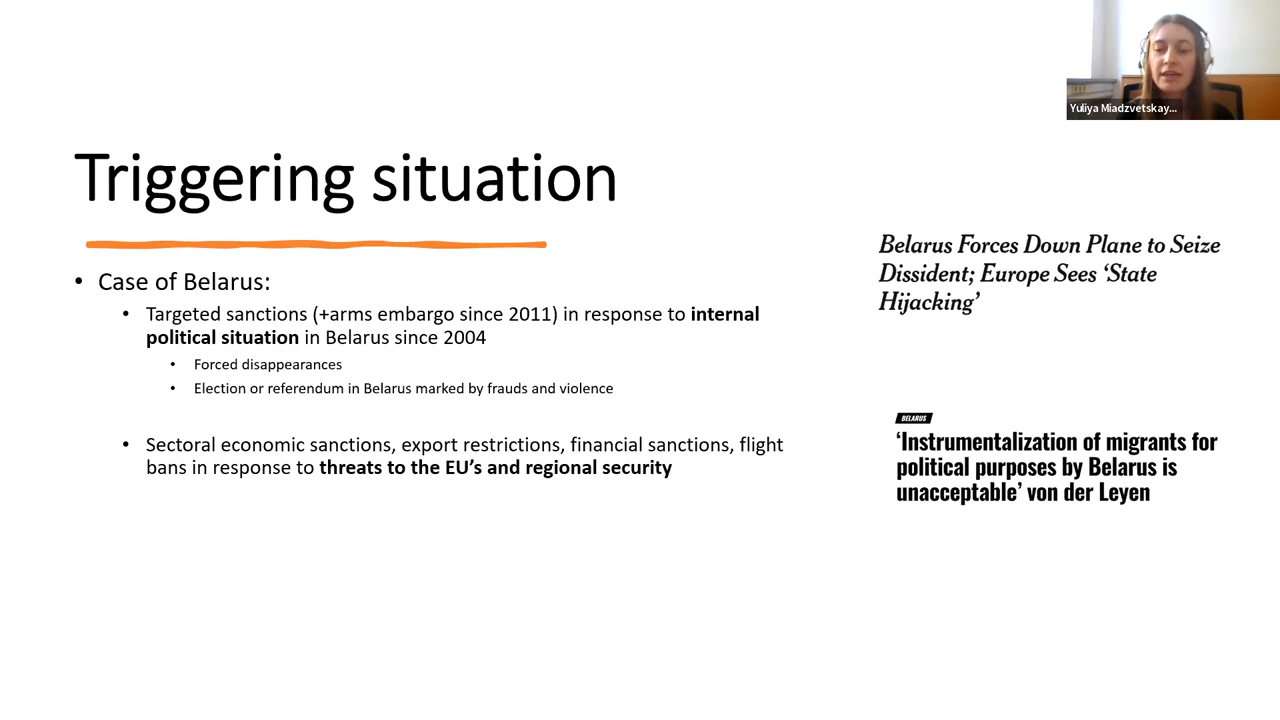 Yuliya Miadzvetskay...
Triggering situation
• Case of Belarus:
• Targeted sanctions (+arms embargo since 2011) in response to internal
political situation in Belarus since 2004
• Forced disappearances
• Election or referendum in Belarus marked by frauds and violence
• Sectoral economic sanctions, export restrictions, financial sanctions, flight
bans in response to threats to the EU’s and regional security
Belarus Forces Down Plane to Seize
Dissident; Europe Sees ‘State
Hijacking’
BELARUS
‘Instrumentalization of migrants for
political purposes by Belarus is
unacceptable’ von der Leyen